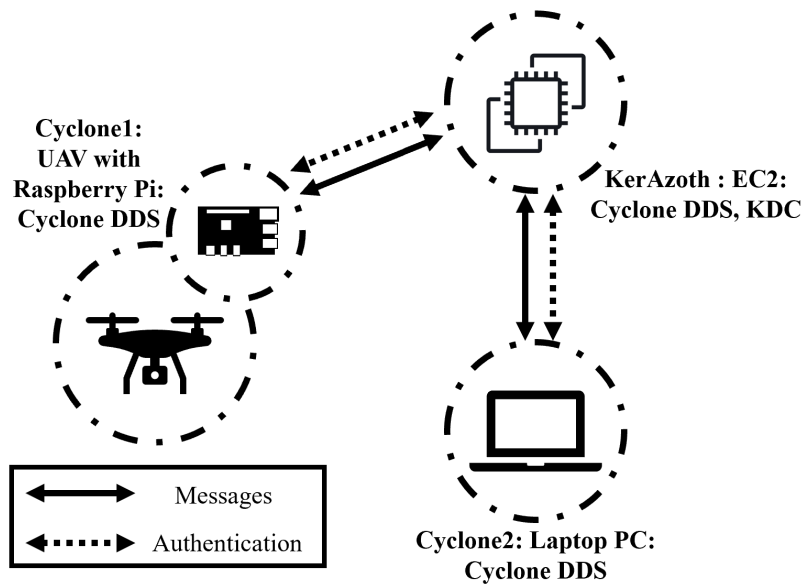 Cyclone1:
UAV with
Raspberry Pi:
Cyclone DDS
KerAzoth : EC2:
Cyclone DDS, KDC
Messages
Authentication
Cyclone2: Laptop PC:
Cyclone DDS